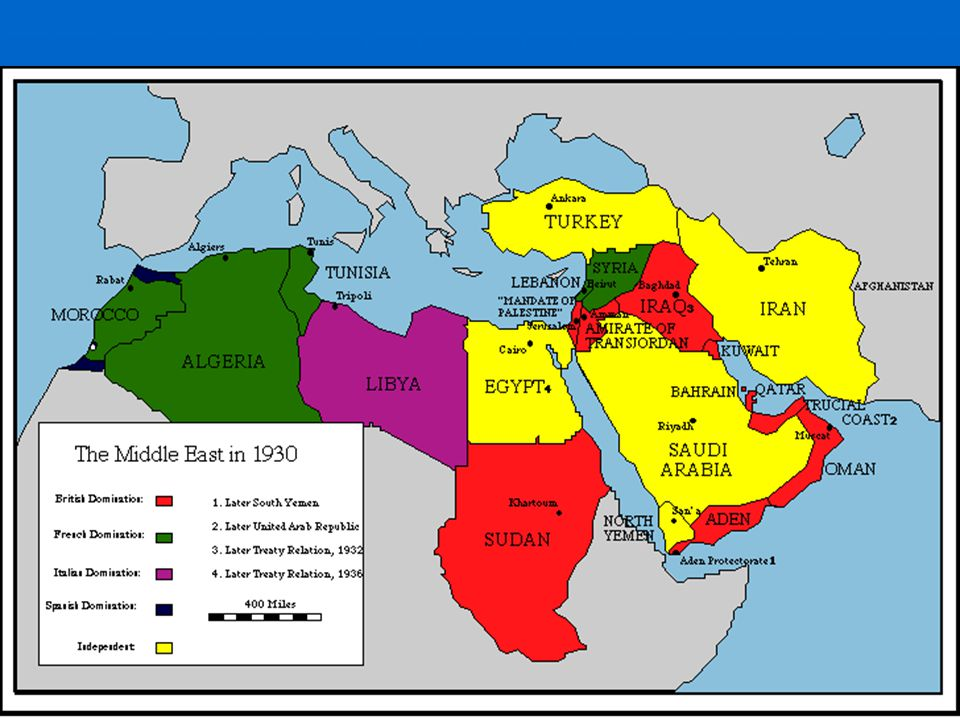 Ankara
TURKEY
Algiers
Tunis
TUNISIA
Tehran
Rabat
LEBANON
SYRIA
Beirut
Baghdad
AFGHANISTAN
Tripoli
"MANDATE OF
PALESTINE"
Amman
IRAQ3
IRAN
MOROCCO
Jerusalem
AMIRATE OF
TRANSJORDAN
Cairo
KUWAIT
ALGERIA
LIBYA
EGYPT4
BAHRAIN
QATAR
TRUCIAL
COAST2
Riyadh
Muscat
SAUDI
ARABIA
OMAN
The Middle East in 1930
British Domination:
French Domination:
Italian Domination:
Spanish Domination:
Independent:
1. Later South Yemen
2. Later United Arab Republic
3. Later Treaty Relation, 1932
4. Later Treaty Relation, 1936
400 Miles
Khartoum
SUDAN
San'a
NORTH
YEMEN
ADEN
Aden Protectorate1